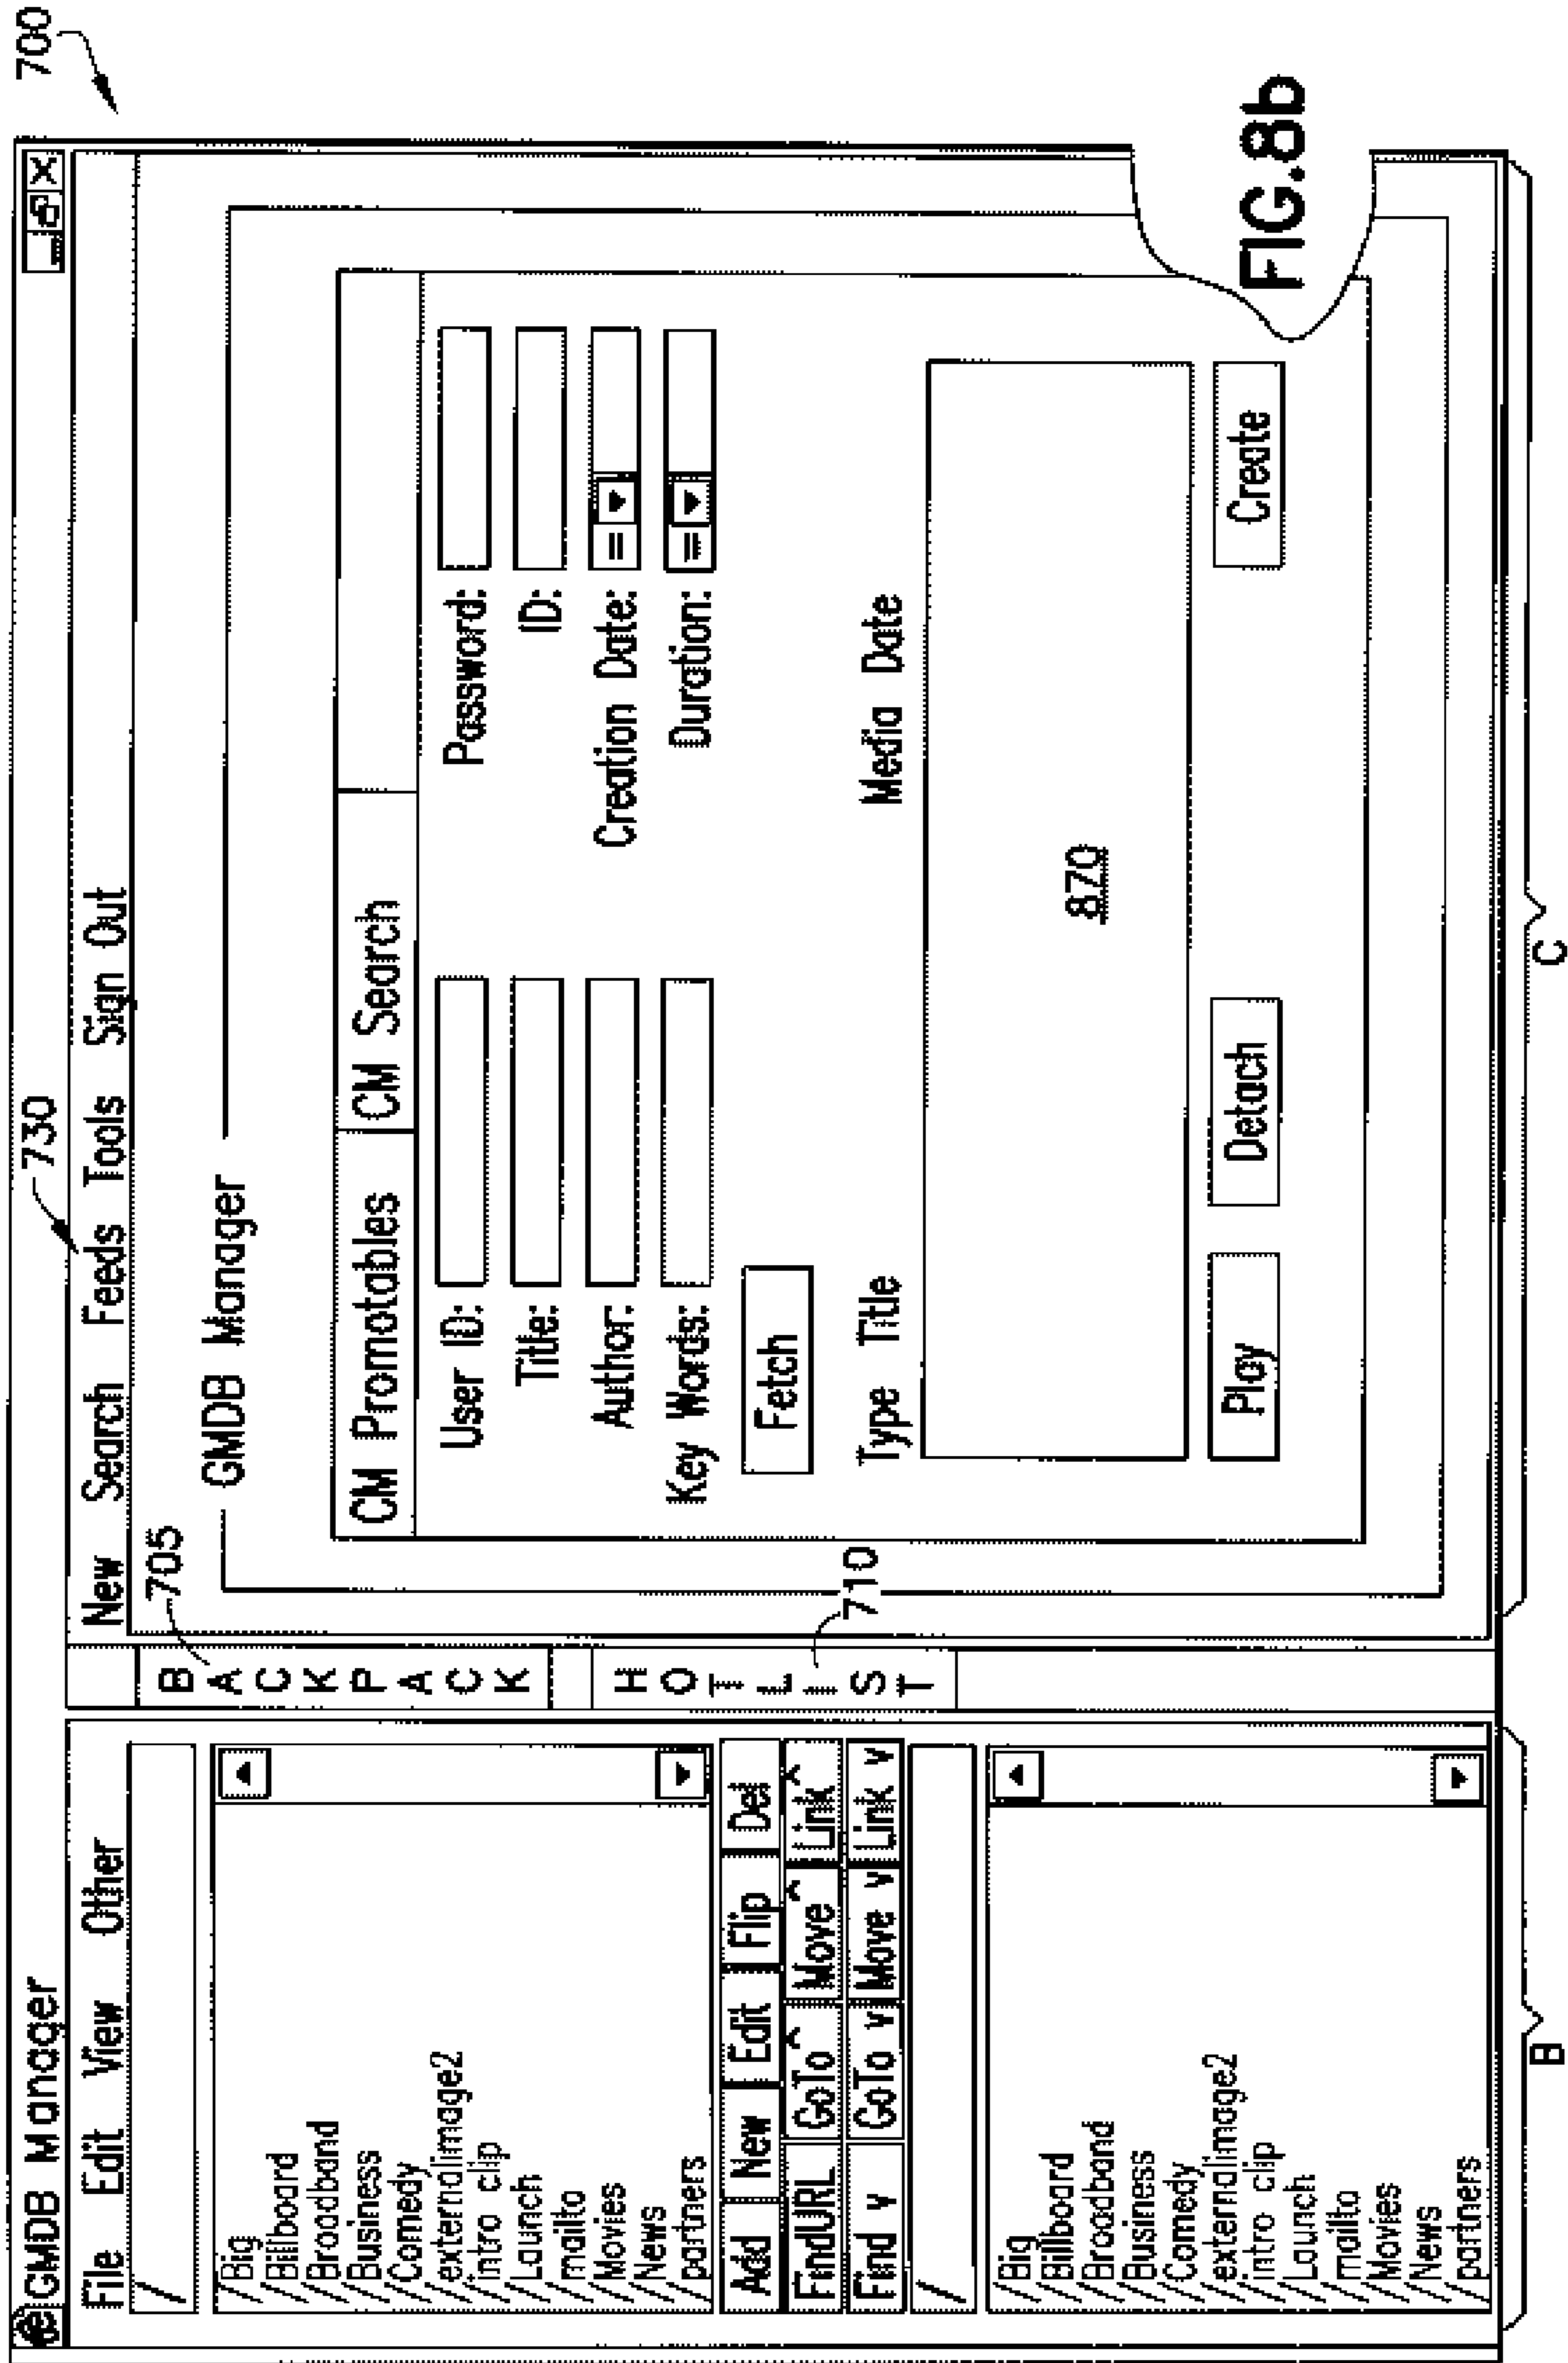 700
GMDB Manager
730
File Edit View Other
New Search Feeds Tools Sign Out
/
/Big
/Billboard
/Broadband
/Business
/Comedy
/externalimage2
/intro clip
/Launch
/mailto
/Movies
/News
/partners
Add New Edit Flip Del
FindURL GoTo ^ Move ^ Link ^
Find v GoTo v Move v Link v
/
/Big
/Billboard
/Broadband
/Business
/Comedy
/externalimage2
/intro clip
/Launch
/mailto
/Movies
/News
/partners
B
705
BACKPACK
HOTLIST
710
GMDB Manager
CM Promotables CM Search
User ID: Password:
Title: ID:
Author: Creation Date: =
Key Words: Duration: =
Fetch
Type Title Media Date
870
Play Detach Create
C
FIG.8b